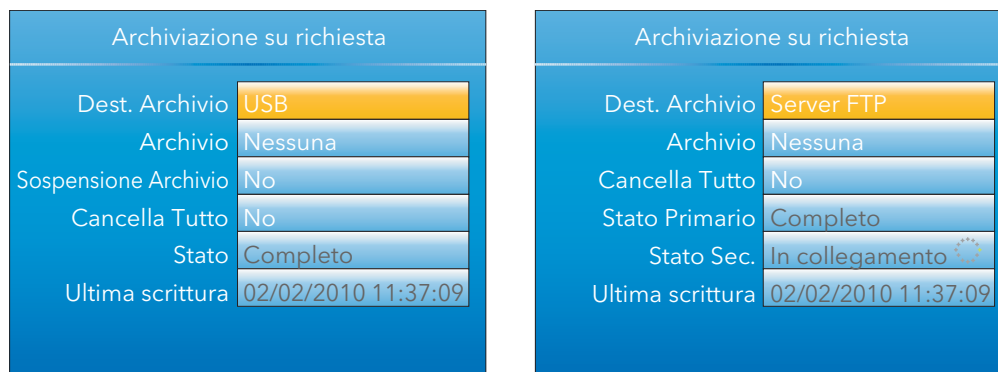 Archiviazione su richiesta
Dest. Archivio USB
Archivio Nessuna
Sospensione Archivio No
Cancella Tutto No
Stato Completo
Ultima scrittura 02/02/2010 11:37:09
Archiviazione su richiesta
Dest. Archivio Server FTP
Archivio Nessuna
Cancella Tutto No
Stato Primario Completo
Stato Sec. In collegamento
Ultima scrittura 02/02/2010 11:37:09